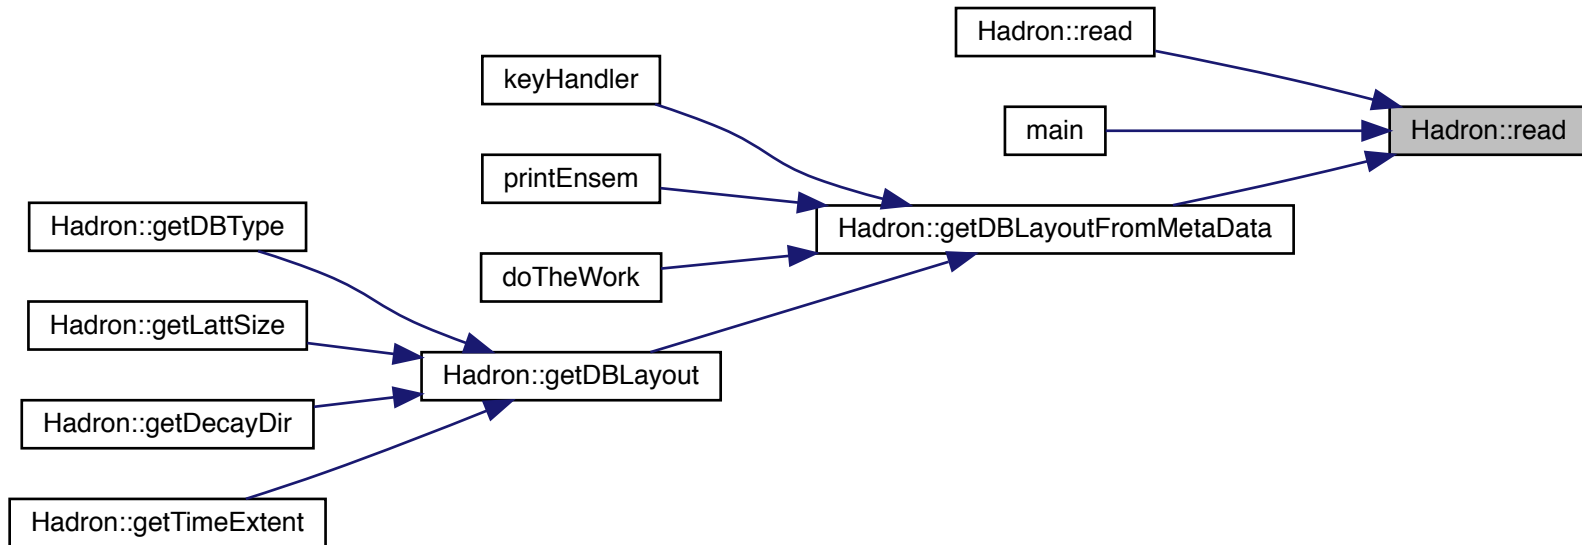 Hadron::read
keyHandler
main
Hadron::read
printEnsem
Hadron::getDBType
Hadron::getDBLayoutFromMetaData
doTheWork
Hadron::getLattSize
Hadron::getDBLayout
Hadron::getDecayDir
Hadron::getTimeExtent